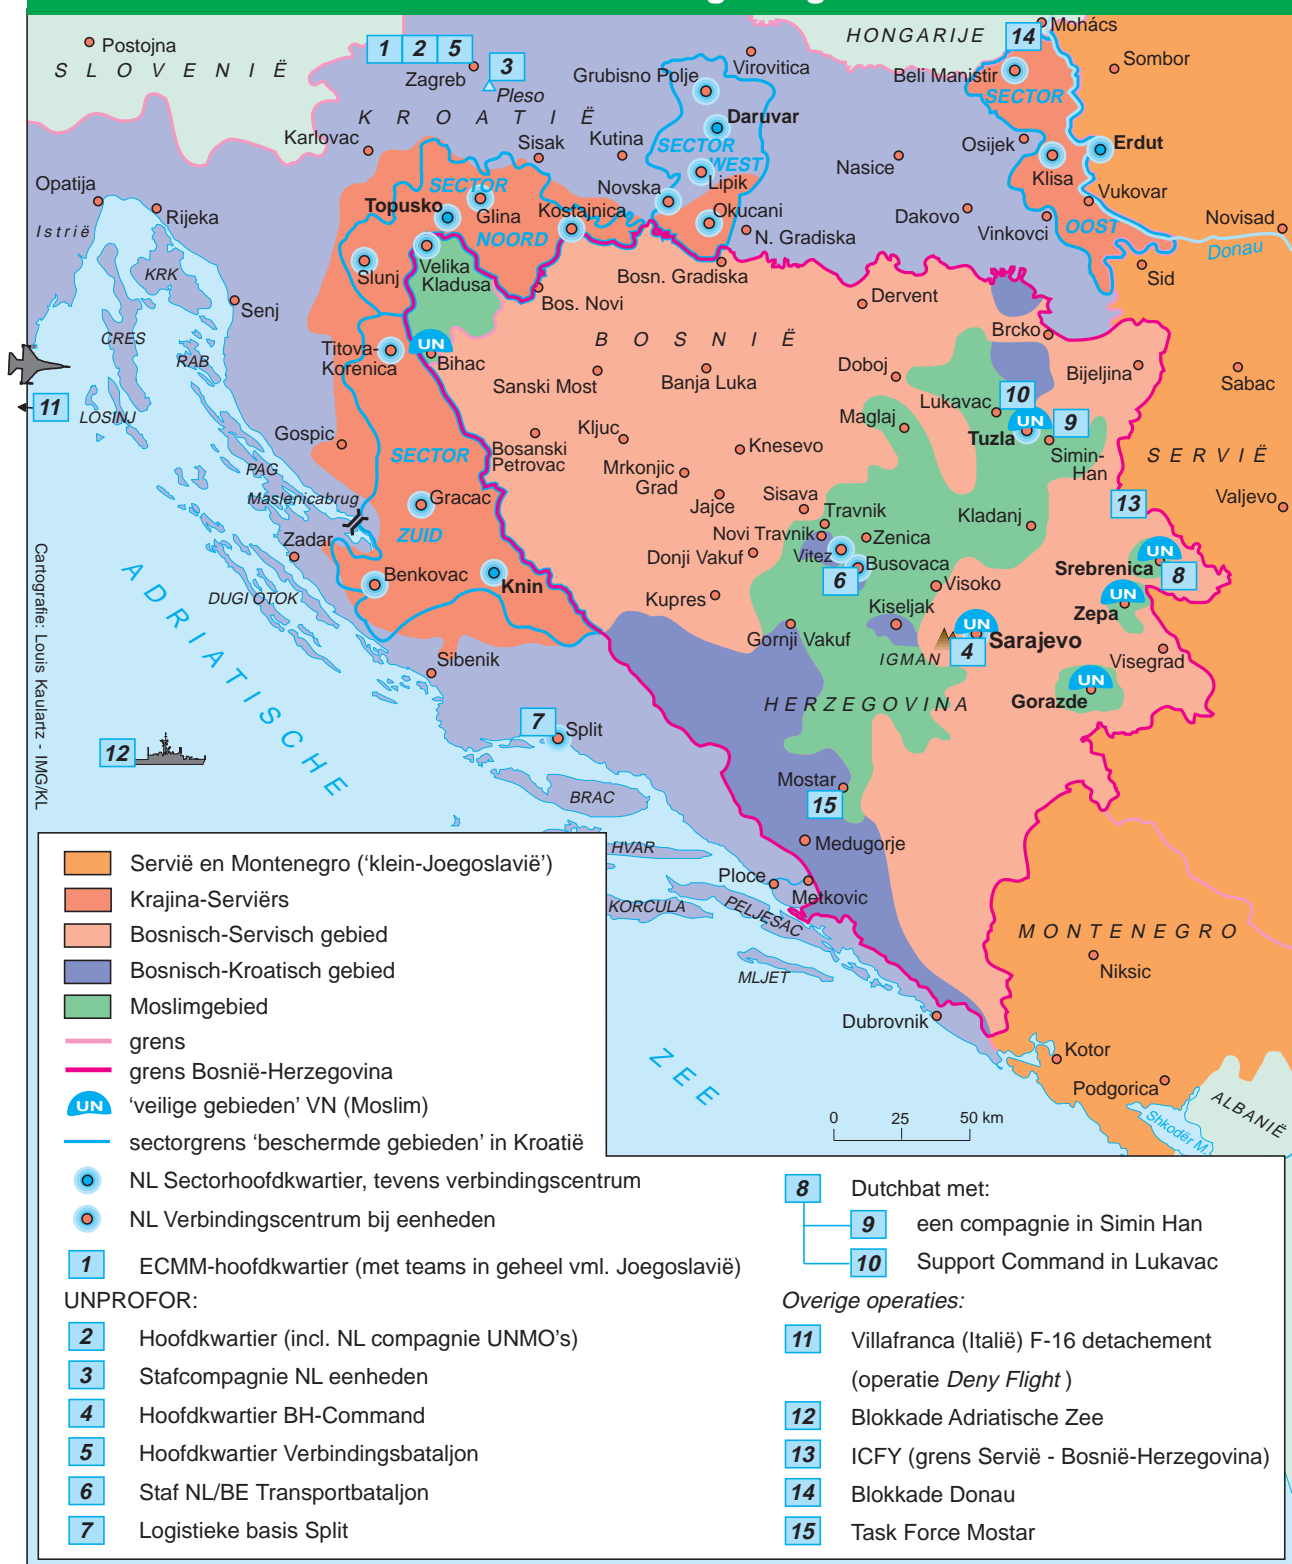 HONGARIJE
14
Mohács
Postojna
1 2 5
3
Virovitica
Sombor
SLOVENIË
Zagreb
Pleso
Grubisno Polje
Beli Manistir
SECTOR
KROATIË
Daruvar
Karlovac
Sisak
Kutina
SECTOR
WEST
Nasice
Osijek
Erdut
Opatija
SECTOR
Novska
Lipik
Klisa
Vukovar
Rijeka
Topusko
Glina
Kostajnica
Okucani
Dakovo
Novisad
Istrië
NOORD
N. Gradiska
Vinkovci
OOST
Donau
KRK
Slunj
Velika
Kladusa
Bosn. Gradiska
Sid
Senj
Bos. Novi
Dervent
CRES
BOSNIË
Brcko
RAB
Titova-
Korenica
UN
Bihac
Sanski Most
Banja Luka
Doboj
Bijeljina
Sabac
11
LOSINJ
Lukavac
10
Gospic
Kljuc
Maglaj
UN
9
Tuzla
Bosanski
Petrovac
Knesevo
Simin-
Han
SERVIË
SECTOR
PAG
Mrkonjic
Grad
Maslenicabrug
Gracac
Jajce
Sisava
13
Valjevo
Travnik
Kladanj
ZUID
Novi Travnik
Zenica
Zadar
Donji Vakuf
Vitez
UN
Busovaca
Srebrenica
8
Benkovac
Knin
6
Visoko
UN
DUGI OTOK
Kupres
Kiseljak
Zepa
UN
Gornji Vakuf
Sarajevo
IGMAN
4
Visegrad
Sibenik
UN
Gorazde
HERZEGOVINA
7
Split
12
Mostar
BRAC
15
Cartografie: Louis Kaulartz - IMG/KL
ADRIATISCHE
ZEE
HVAR
Medugorje
Ploce
Metkovic
KORCULA
PELJESAC
MONTENEGRO
MLJET
Niksic
Dubrovnik
Kotor
Podgorica
ALBANIË
Shkodër M.
0 25 50 km
Servië en Montenegro (‘klein-Joegoslavië’)
Krajina-Serviërs
Bosnisch-Servisch gebied
Bosnisch-Kroatisch gebied
Moslimgebied
grens
grens Bosnië-Herzegovina
UN ‘veilige gebieden’ VN (Moslim)
sectorgrens ‘beschermde gebieden’ in Kroatië
NL Sectorhoofdkwartier, tevens verbindingscentrum
NL Verbindingscentrum bij eenheden
1 ECMM-hoofdkwartier (met teams in geheel vml. Joegoslavië)
UNPROFOR:
2 Hoofdkwartier (incl. NL compagnie UNMO’s)
3 Stafcompagnie NL eenheden
4 Hoofdkwartier BH-Command
5 Hoofdkwartier Verbindingsbataljon
6 Staf NL/BE Transportbataljon
7 Logistieke basis Split
8 Dutchbat met:
9 een compagnie in Simin Han
10 Support Command in Lukavac
Overige operaties:
11 Villafranca (Italië) F-16 detachement
(operatie Deny Flight )
12 Blokkade Adriatische Zee
13 ICFY (grens Servië - Bosnië-Herzegovina)
14 Blokkade Donau
15 Task Force Mostar